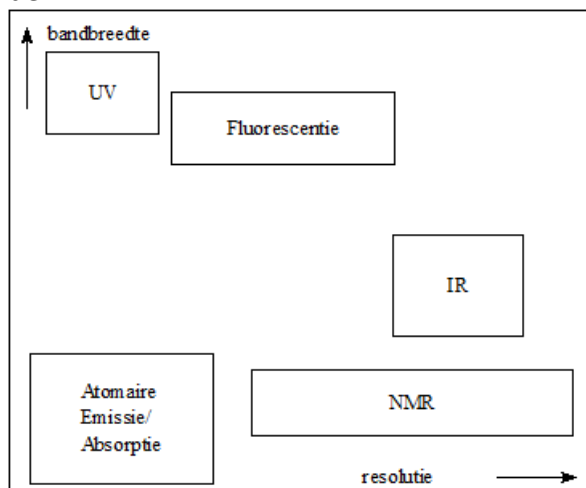 bandbreedte
UV
Fluorescentie
IR
Atomaire
Emissie/
Absorptie
NMR
resolutie